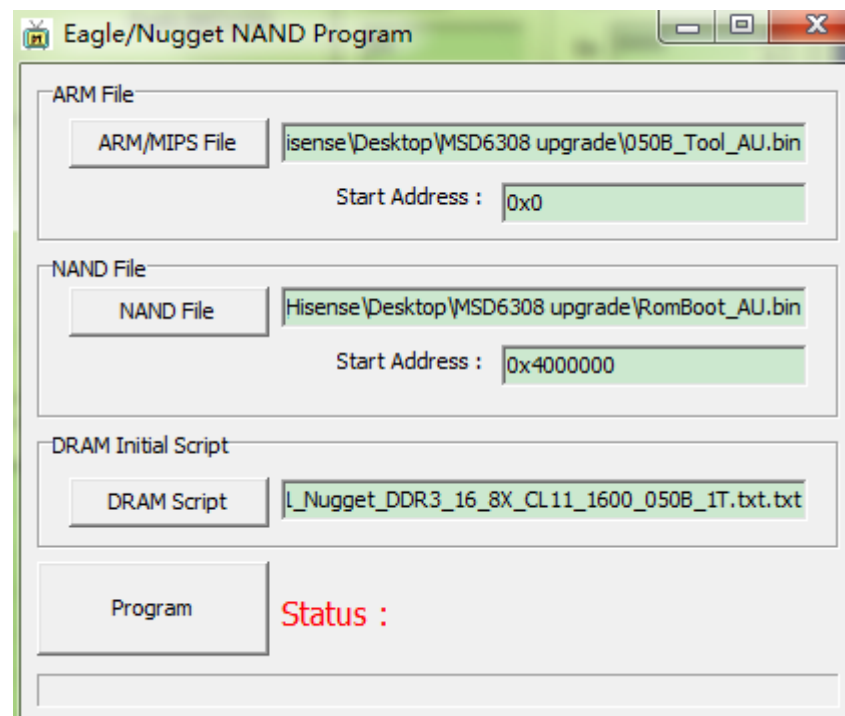 Eagle/Nugget NAND Program
ARM File
ARM/MIPS File
isense\Desktop\MSD6308 upgrade\050B_Tool_AU.bin
Start Address :
0x0
NAND File
NAND File
Hisense\Desktop\MSD6308 upgrade\RomBoot_AU.bin
Start Address :
0x4000000
DRAM Initial Script
DRAM Script
L_Nugget_DDR3_16_8X_CL11_1600_050B_1T.txt.txt
Program
Status :